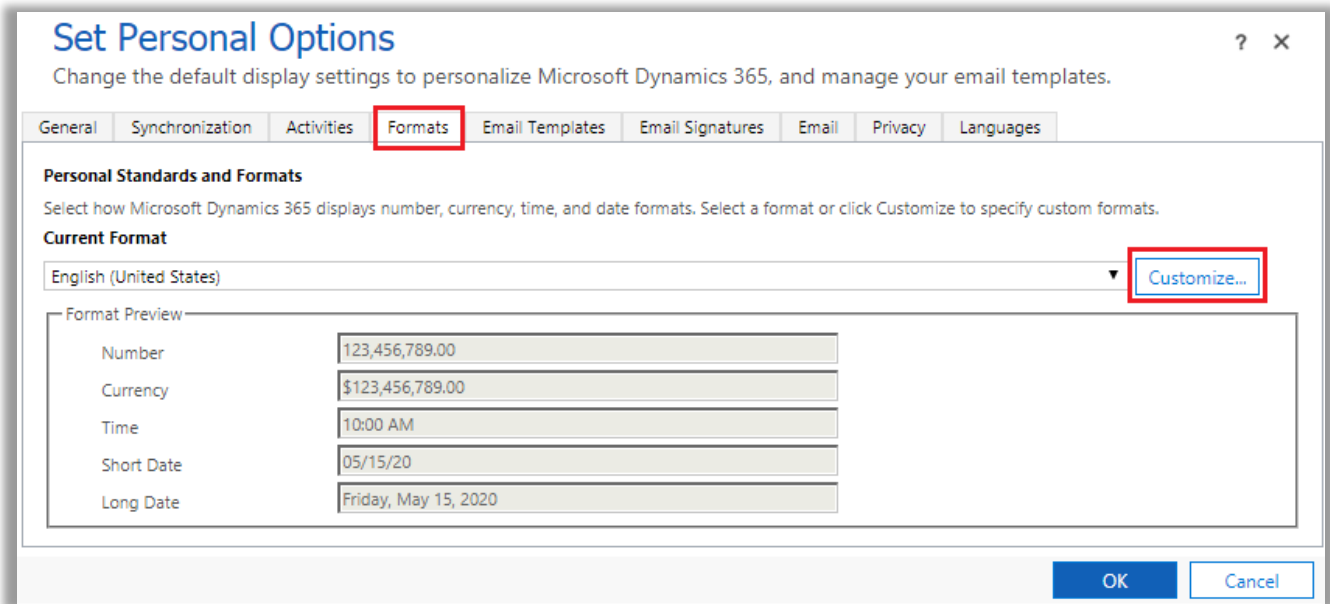 Set Personal Options
? ×
Change the default display settings to personalize Microsoft Dynamics 365, and manage your email templates.
General Synchronization Activities Formats Email Templates Email Signatures Email Privacy Languages
Personal Standards and Formats
Select how Microsoft Dynamics 365 displays number, currency, time, and date formats. Select a format or click Customize to specify custom formats.
Current Format
English (United States) ▼ Customize...
Format Preview
Number 123,456,789.00
Currency $123,456,789.00
Time 10:00 AM
Short Date 05/15/20
Long Date Friday, May 15, 2020
OK Cancel